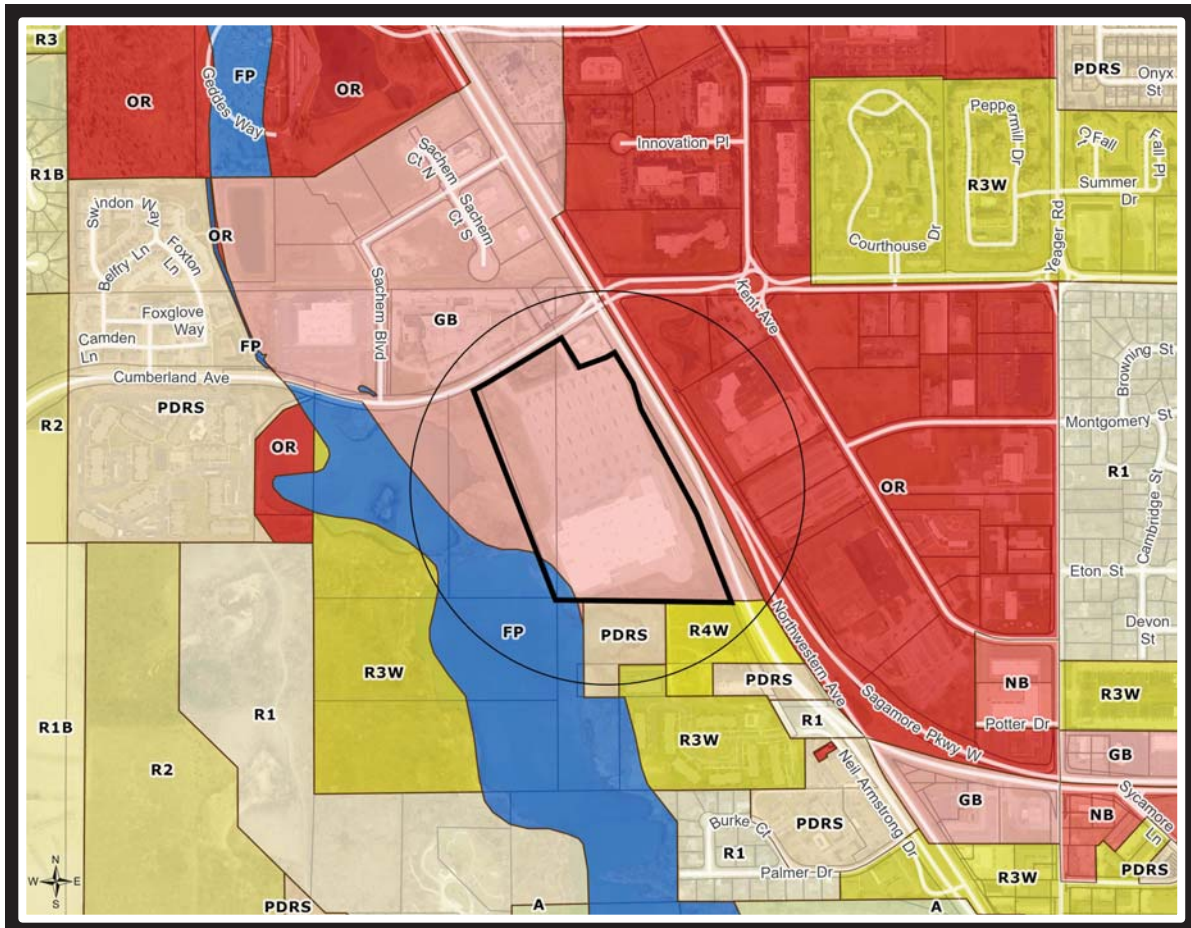 R3
OR
FP
Geddes Way
OR
R1B
Sachem
Ct N
Sachem
Ct S
Innovation Pl
PDRS
Onyx
St
Peppermill Dr
R3W
Fall
Ct
Fall Pl
Summer
Dr
Courthouse Dr
Yeager Rd
Swindon Way
Belfry Ln
Foxton
Ln
Foxglove
Way
Camden
Ln
OR
FP
Cumberland Ave
Sachem Blvd
GB
Kent Ave
Browning St
Montgomery St
R1
Cambridge St
Eton St
Devon
St
PDRS
R2
OR
OR
FP
PDRS
R4W
PDRS
R3W
R1
R1B
R2
R3W
R1
Northwestern Ave
Sagamore Pkwy W
NB
Potter Dr
R3W
GB
GB
NB
Sycamore
Ln
PDRS
R3W
Neil Armstrong Dr
PDRS
Burke Ct
R1
Palmer Dr
PDRS
A
A
N
W
E
S